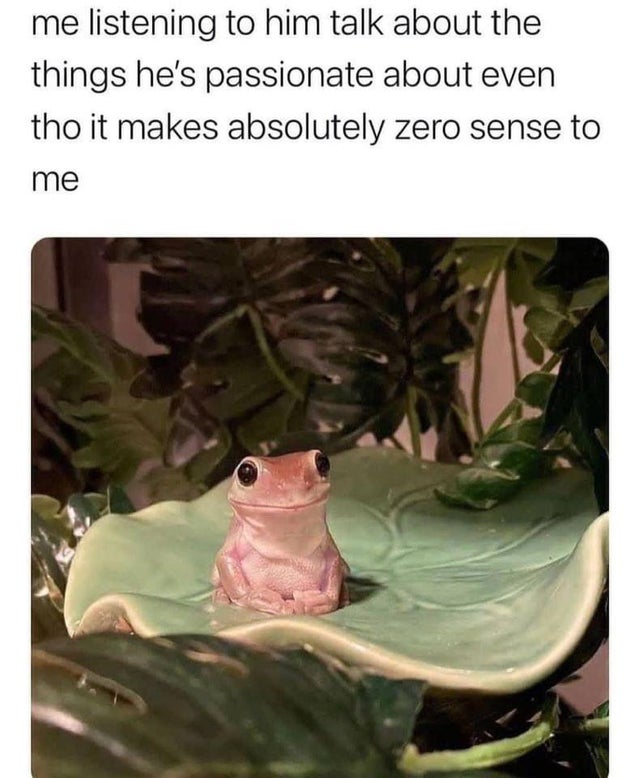 me listening to him talk about the
things he's passionate about even
tho it makes absolutely zero sense to
me